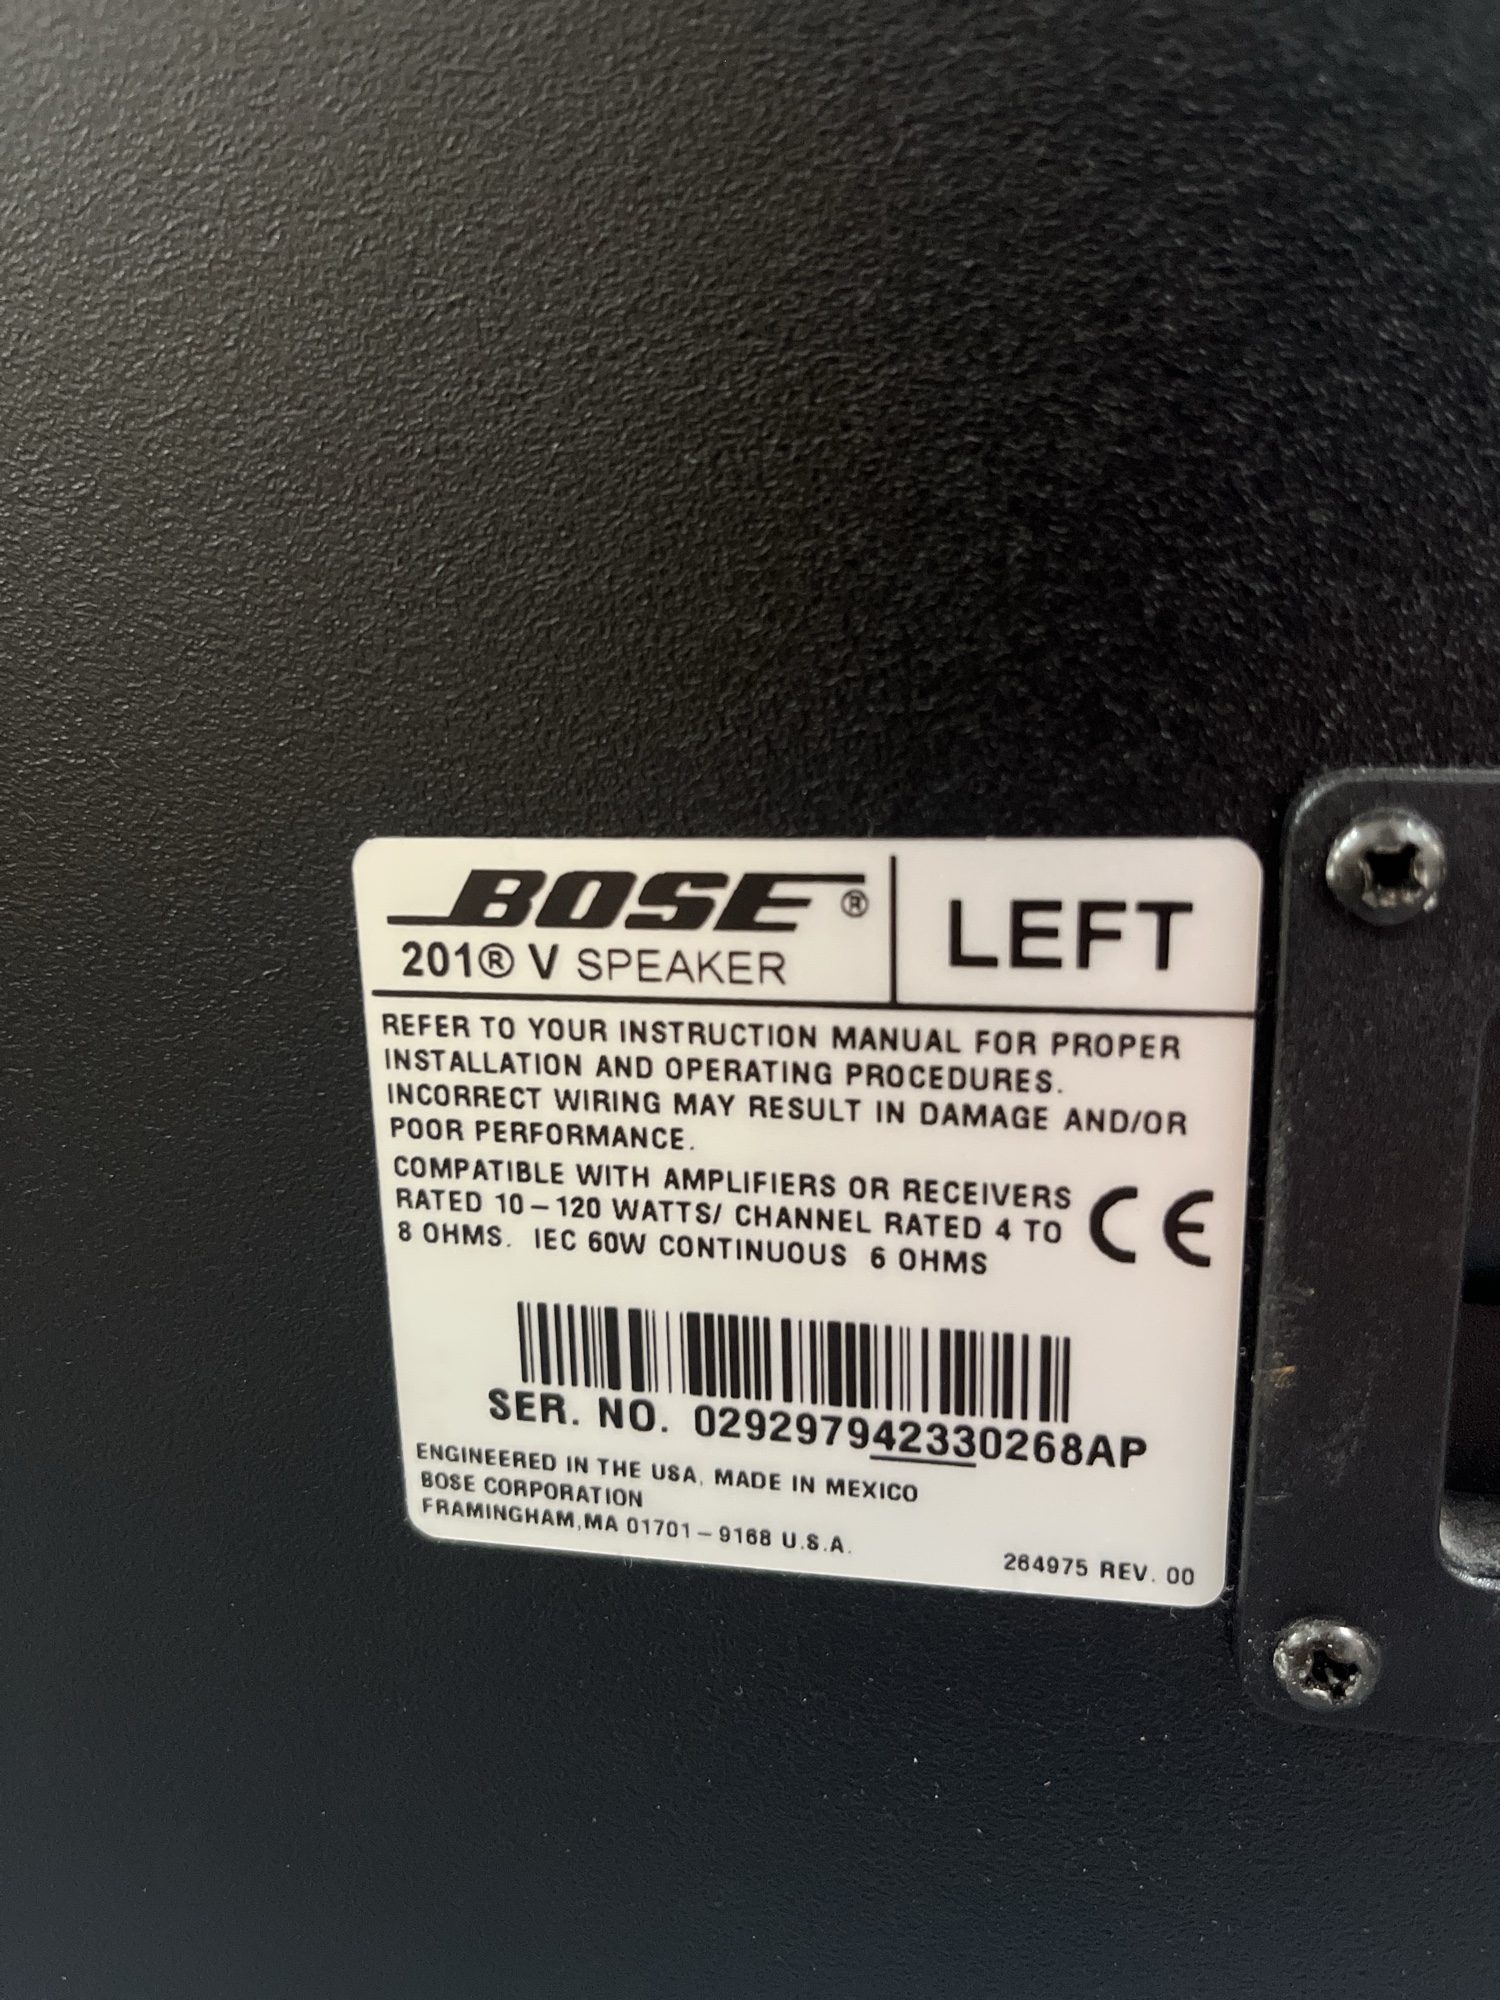 BOSE®
201® V SPEAKER
LEFT
REFER TO YOUR INSTRUCTION MANUAL FOR PROPER
INSTALLATION AND OPERATING PROCEDURES.
INCORRECT WIRING MAY RESULT IN DAMAGE AND/OR
POOR PERFORMANCE.
COMPATIBLE WITH AMPLIFIERS OR RECEIVERS
RATED 10–120 WATTS/ CHANNEL RATED 4 TO
8 OHMS. IEC 60W CONTINUOUS 6 OHMS
CE
SER. NO. 029297942330268AP
ENGINEERED IN THE USA, MADE IN MEXICO
BOSE CORPORATION
FRAMINGHAM,MA 01701–9168 U.S.A.
264975 REV. 00